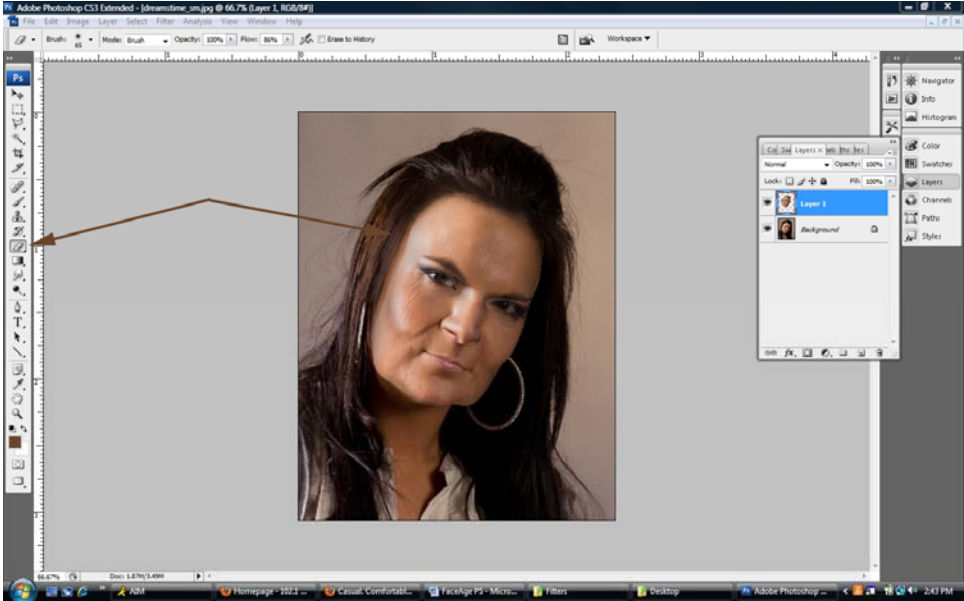 Adobe Photoshop CS3 Extended - [dreamstime_sm.jpg @ 66.7% (Layer 1, RGB/8#)]
File Edit Image Layer Select Filter Analysis View Window Help
Brush: 65 Mode: Brush Opacity: 100% Flow: 86% Erase to History Workspace
Ps
Navigator
Info
Histogram
Color
Swatches
Layers
Channels
Paths
Styles
Layers ×
Normal Opacity: 100%
Lock: Fill: 100%
Layer 1
Background
66.67% Doc: 1.87M/3.49M
AIM Homepage - 102.1 ... Casual. Comfortabl... FaceAge PS - Micro... Filters Desktop Adobe Photoshop ... 2:43 PM